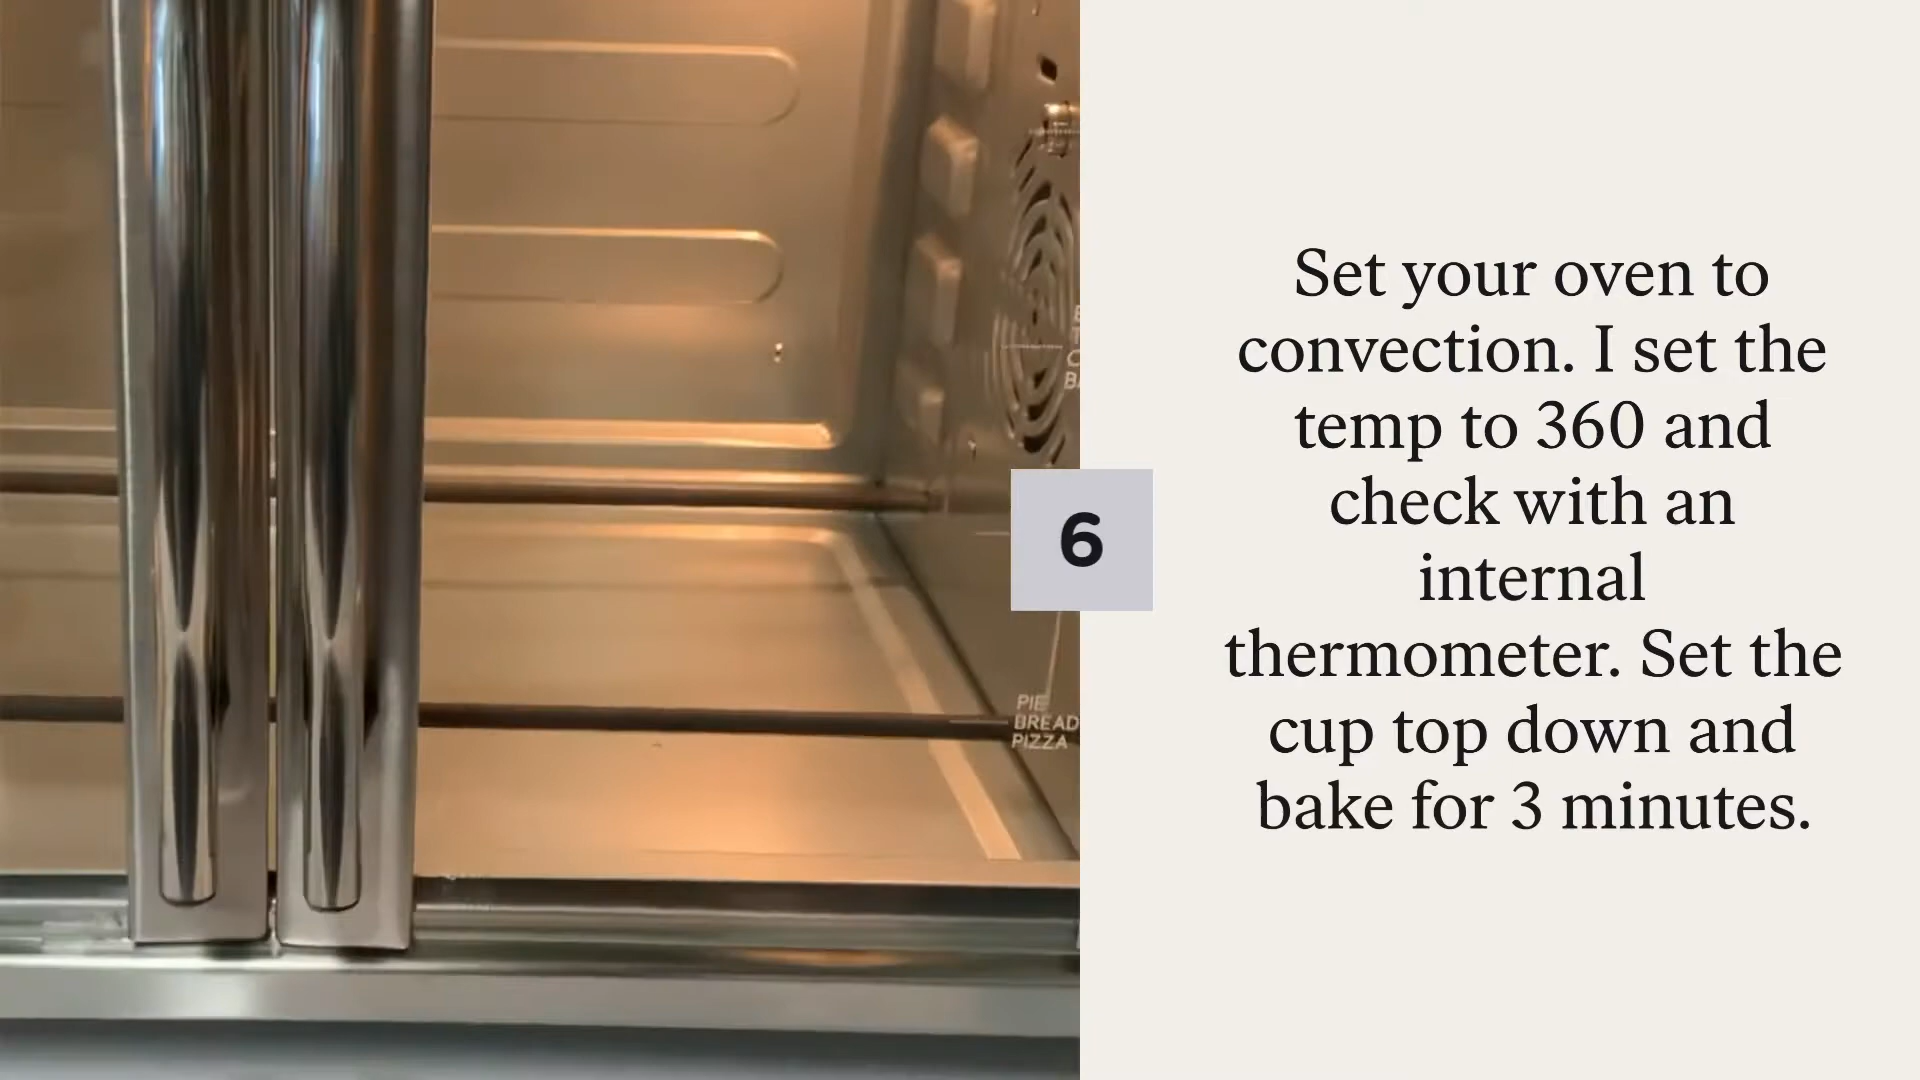 6
Set your oven to
convection. I set the
temp to 360 and
check with an
internal
thermometer. Set the
cup top down and
bake for 3 minutes.
PIE
BREAD
PIZZA